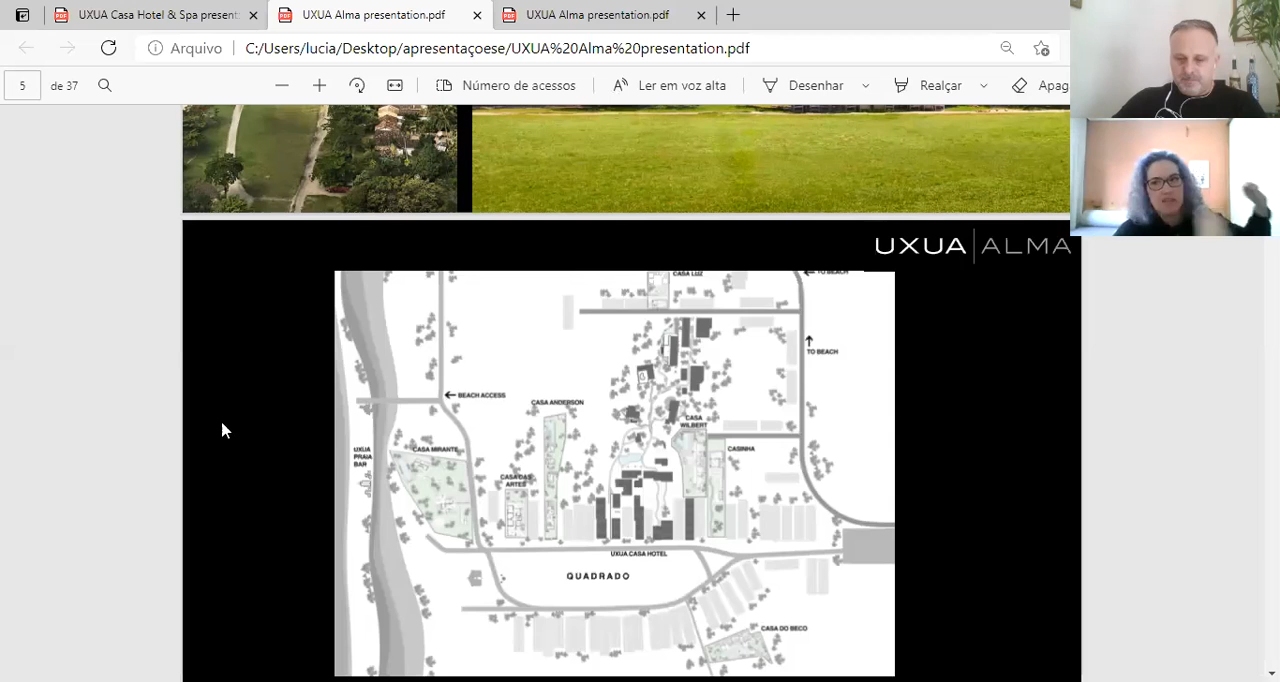 UXUA Casa Hotel & Spa present
UXUA Alma presentation.pdf
UXUA Alma presentation.pdf
Arquivo
C:/Users/lucia/Desktop/apresentaçoese/UXUA%20Alma%20presentation.pdf
5
de 37
Número de acessos
Ler em voz alta
Desenhar
Realçar
Apag
UXUA | ALMA
CASA LUZ
TO BEACH
TO BEACH
BEACH ACCESS
CASA ANDERSON
CASA
WILBERT
CASA MIRANTE
CASINHA
UXUA
PRAIA
BAR
CASA DAS
ARTES
UXUA CASA HOTEL
QUADRADO
CASA DO BECO